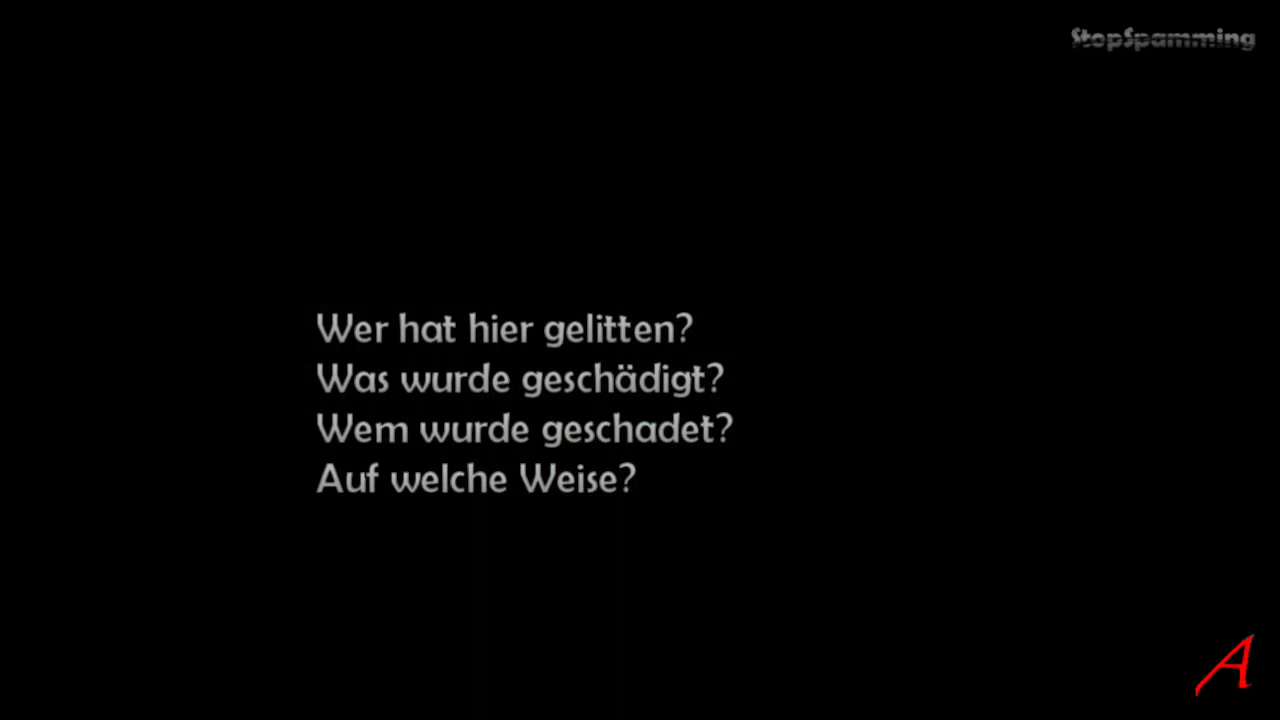 StopSpamming
Wer hat hier gelitten?
Was wurde geschädigt?
Wem wurde geschadet?
Auf welche Weise?
A